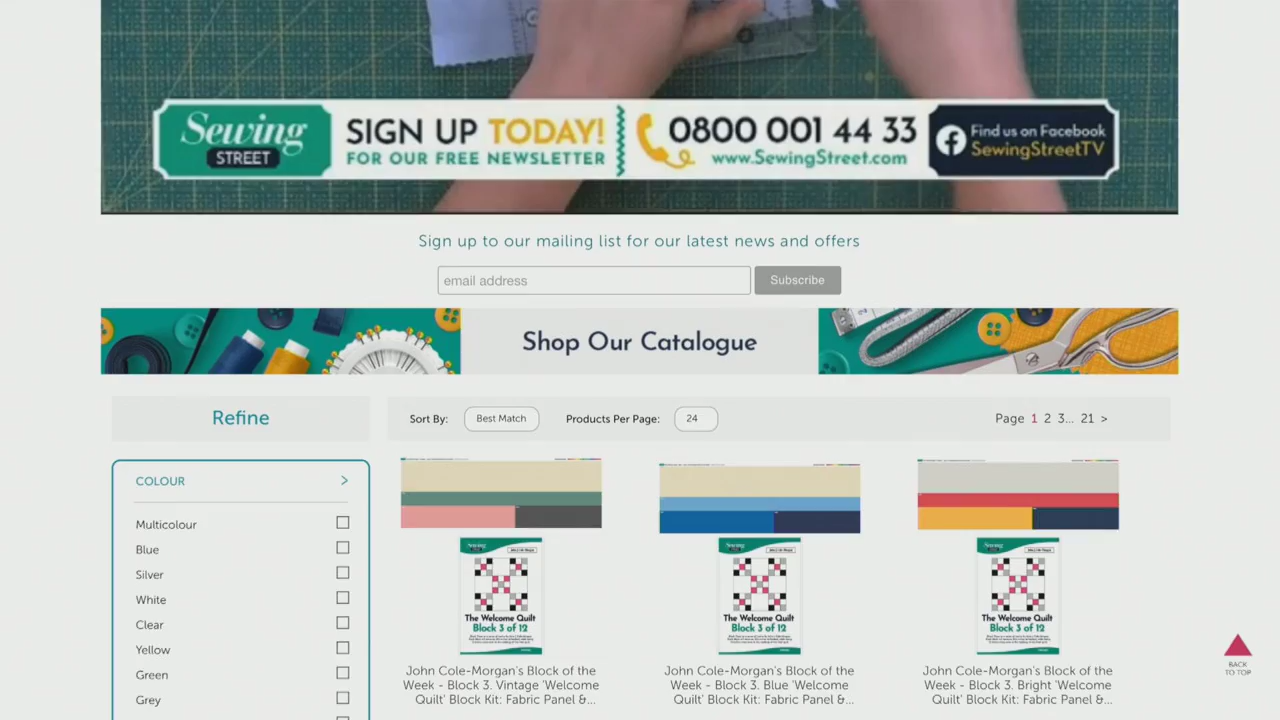 Sewing
STREET
SIGN UP TODAY!
FOR OUR FREE NEWSLETTER
0800 001 44 33
www.SewingStreet.com
Find us on Facebook
SewingStreetTV
Sign up to our mailing list for our latest news and offers
email address
Subscribe
Shop Our Catalogue
Refine
Sort By:
Best Match
Products Per Page:
24
Page 1 2 3... 21 >
COLOUR >
Multicolour
Blue
Silver
White
Clear
Yellow
Green
Grey
Sewing
The Welcome Quilt
Block 3 of 12
John Cole-Morgan's Block of the
Week - Block 3. Vintage 'Welcome
Quilt' Block Kit: Fabric Panel &...
Sewing
The Welcome Quilt
Block 3 of 12
John Cole-Morgan's Block of the
Week - Block 3. Blue 'Welcome
Quilt' Block Kit: Fabric Panel &...
Sewing
The Welcome Quilt
Block 3 of 12
John Cole-Morgan's Block of the
Week - Block 3. Bright 'Welcome
Quilt' Block Kit: Fabric Panel &...
BACK
TO TOP